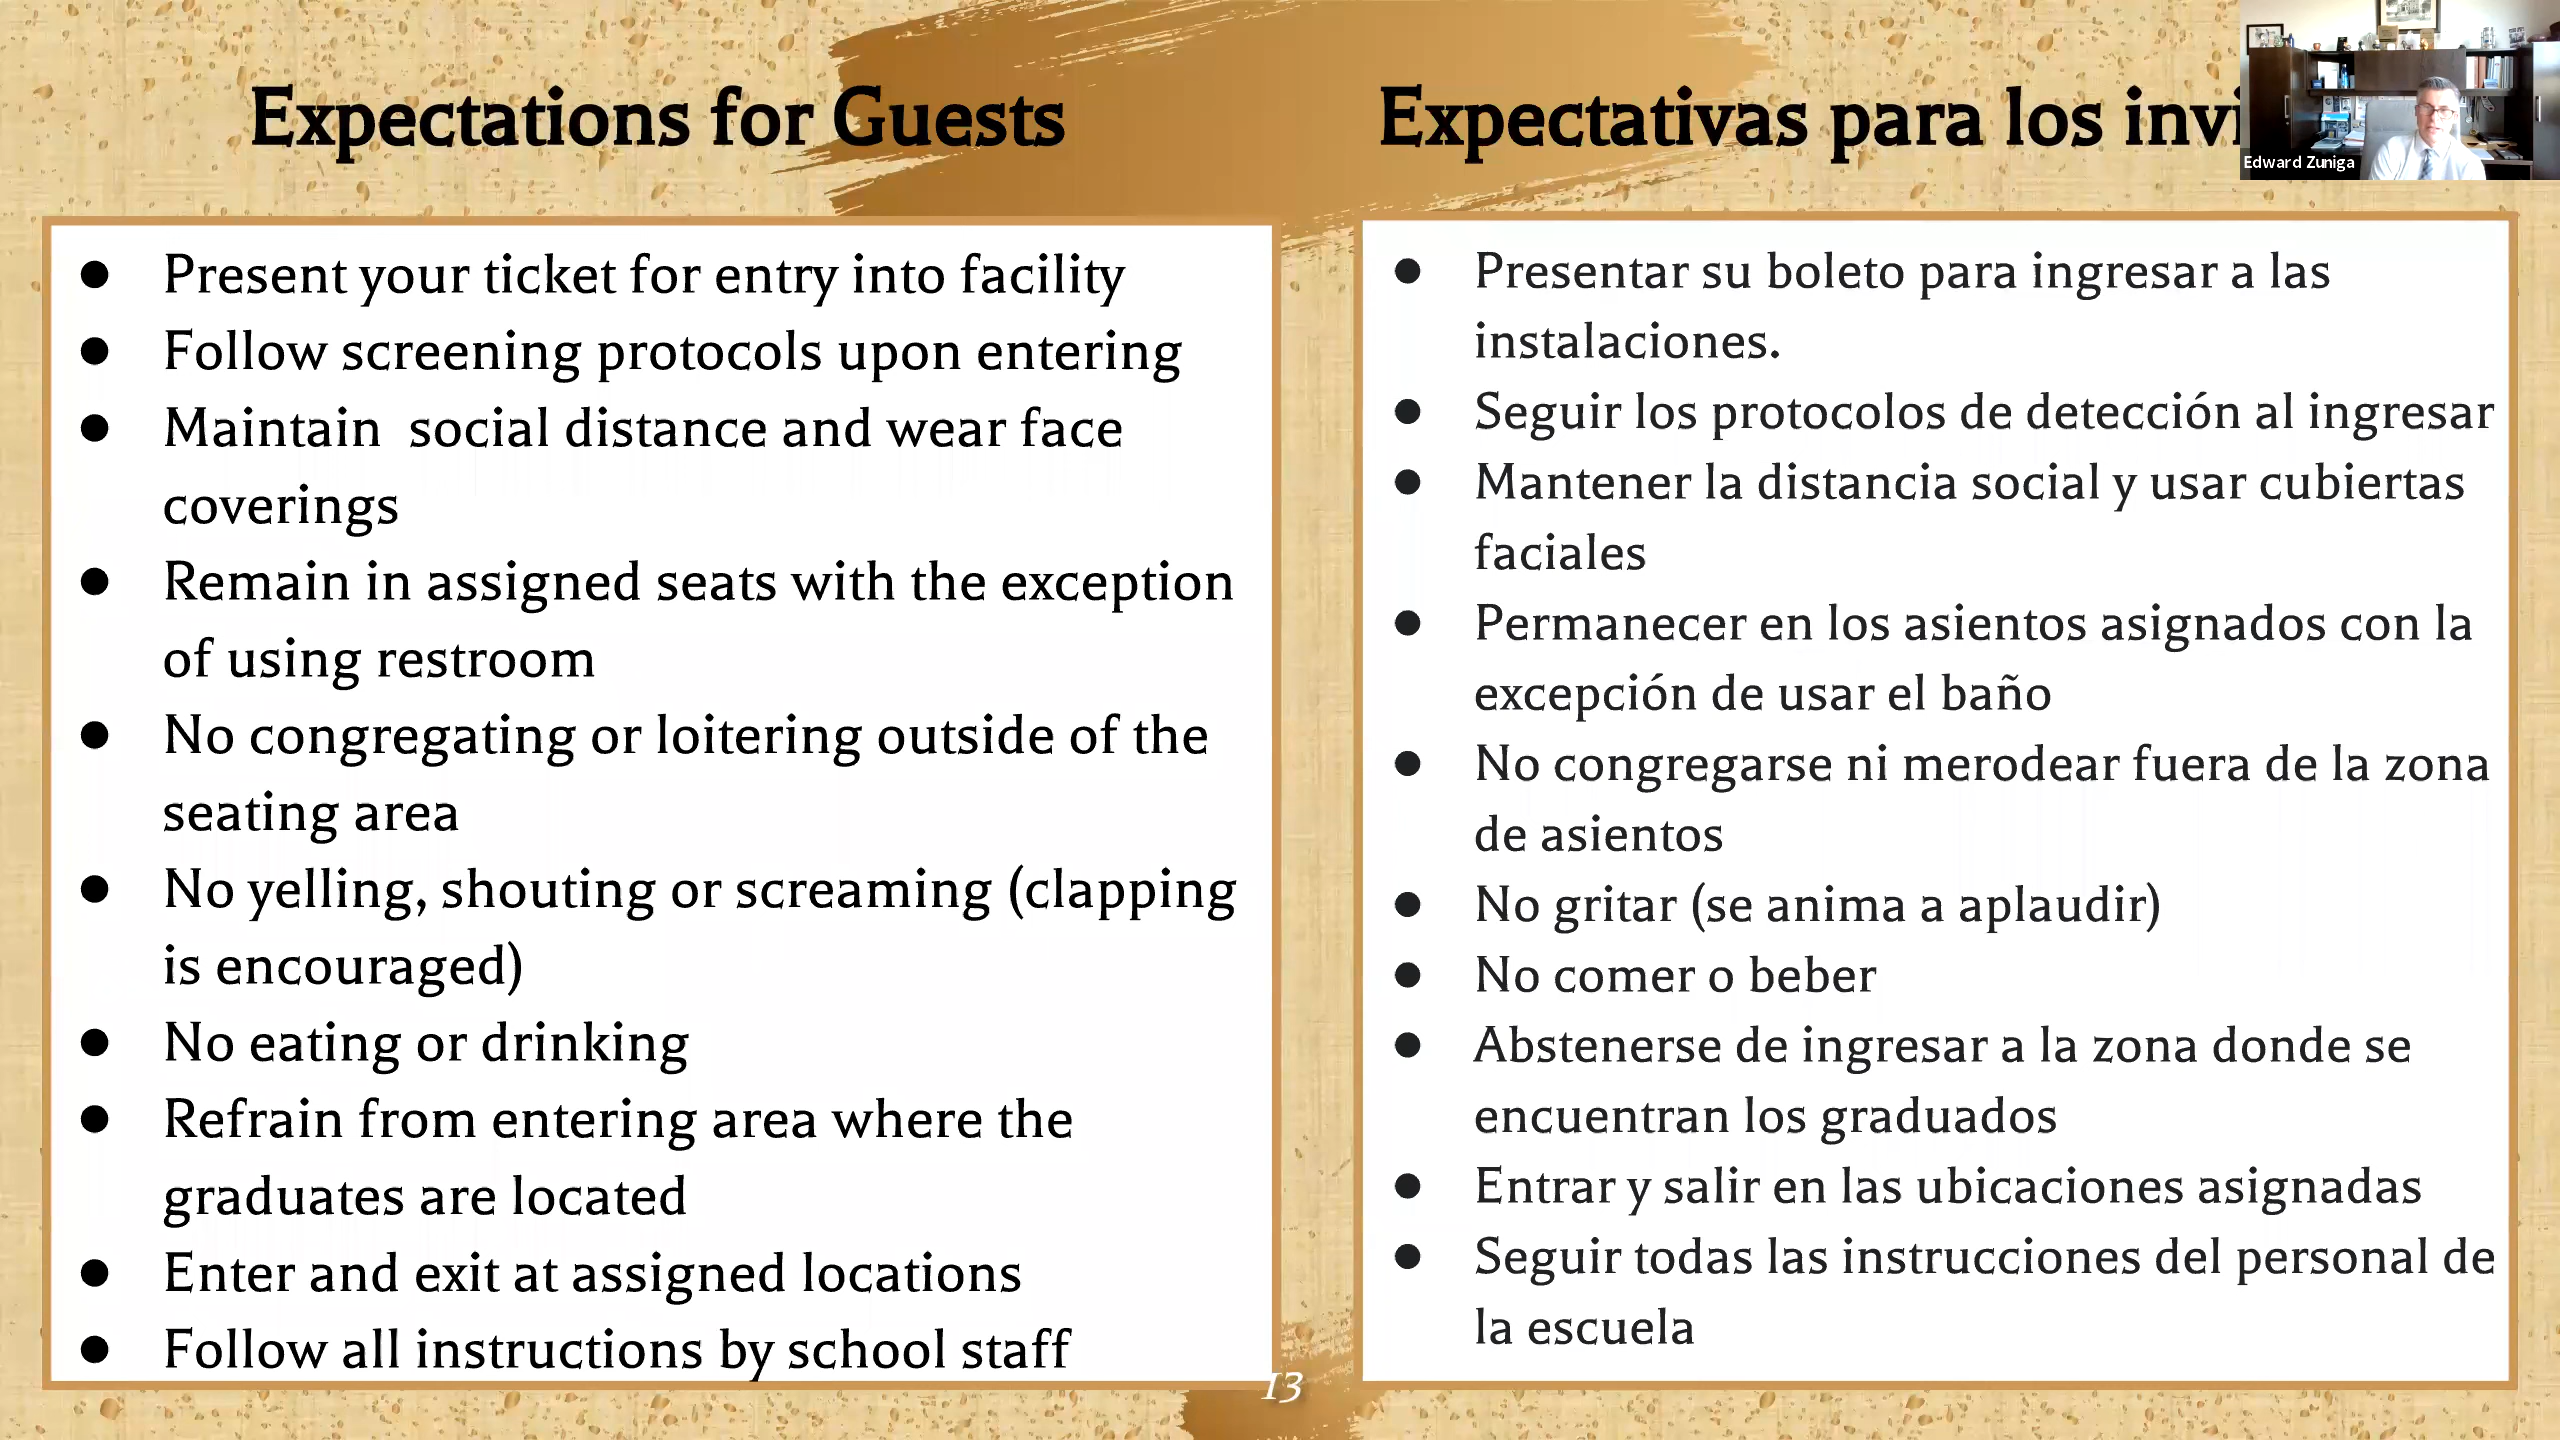 Expectations for Guests
● Present your ticket for entry into facility
● Follow screening protocols upon entering
● Maintain  social distance and wear face
coverings
● Remain in assigned seats with the exception
of using restroom
● No congregating or loitering outside of the
seating area
● No yelling, shouting or screaming (clapping
is encouraged)
● No eating or drinking
● Refrain from entering area where the
graduates are located
● Enter and exit at assigned locations
● Follow all instructions by school staff
Expectativas para los invi
Edward Zuniga
● Presentar su boleto para ingresar a las
instalaciones.
● Seguir los protocolos de detección al ingresar
● Mantener la distancia social y usar cubiertas
faciales
● Permanecer en los asientos asignados con la
excepción de usar el baño
● No congregarse ni merodear fuera de la zona
de asientos
● No gritar (se anima a aplaudir)
● No comer o beber
● Abstenerse de ingresar a la zona donde se
encuentran los graduados
● Entrar y salir en las ubicaciones asignadas
● Seguir todas las instrucciones del personal de
la escuela
13